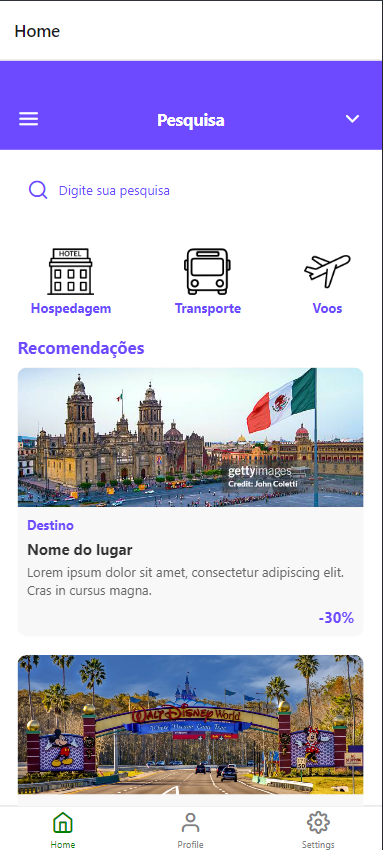 Home
Pesquisa
Digite sua pesquisa
HOTEL
Hospedagem
Transporte
Voos
Recomendações
gettyimages
Credit: John Coletti
Destino
Nome do lugar
Lorem ipsum dolor sit amet, consectetur adipiscing elit.
Cras in cursus magna.
-30%
WALT DISNEY World
Home
Profile
Settings